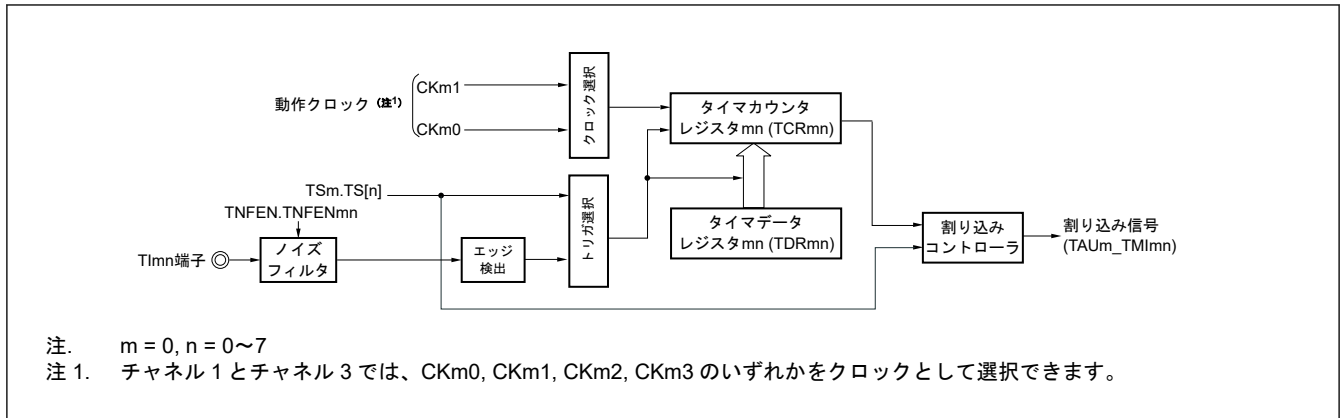 動作クロック (注1)
CKm1
CKm0
クロック選択
タイマカウンタ
レジスタmn (TCRmn)
TSm.TS[n]
TNFEN.TNFENmn
TImn端子
ノイズ
フィルタ
エッジ
検出
トリガ選択
タイマデータ
レジスタmn (TDRmn)
割り込み
コントローラ
割り込み信号
(TAUm_TMImn)
注. m = 0, n = 0～7
注 1. チャネル 1 とチャネル 3 では、CKm0, CKm1, CKm2, CKm3 のいずれかをクロックとして選択できます。